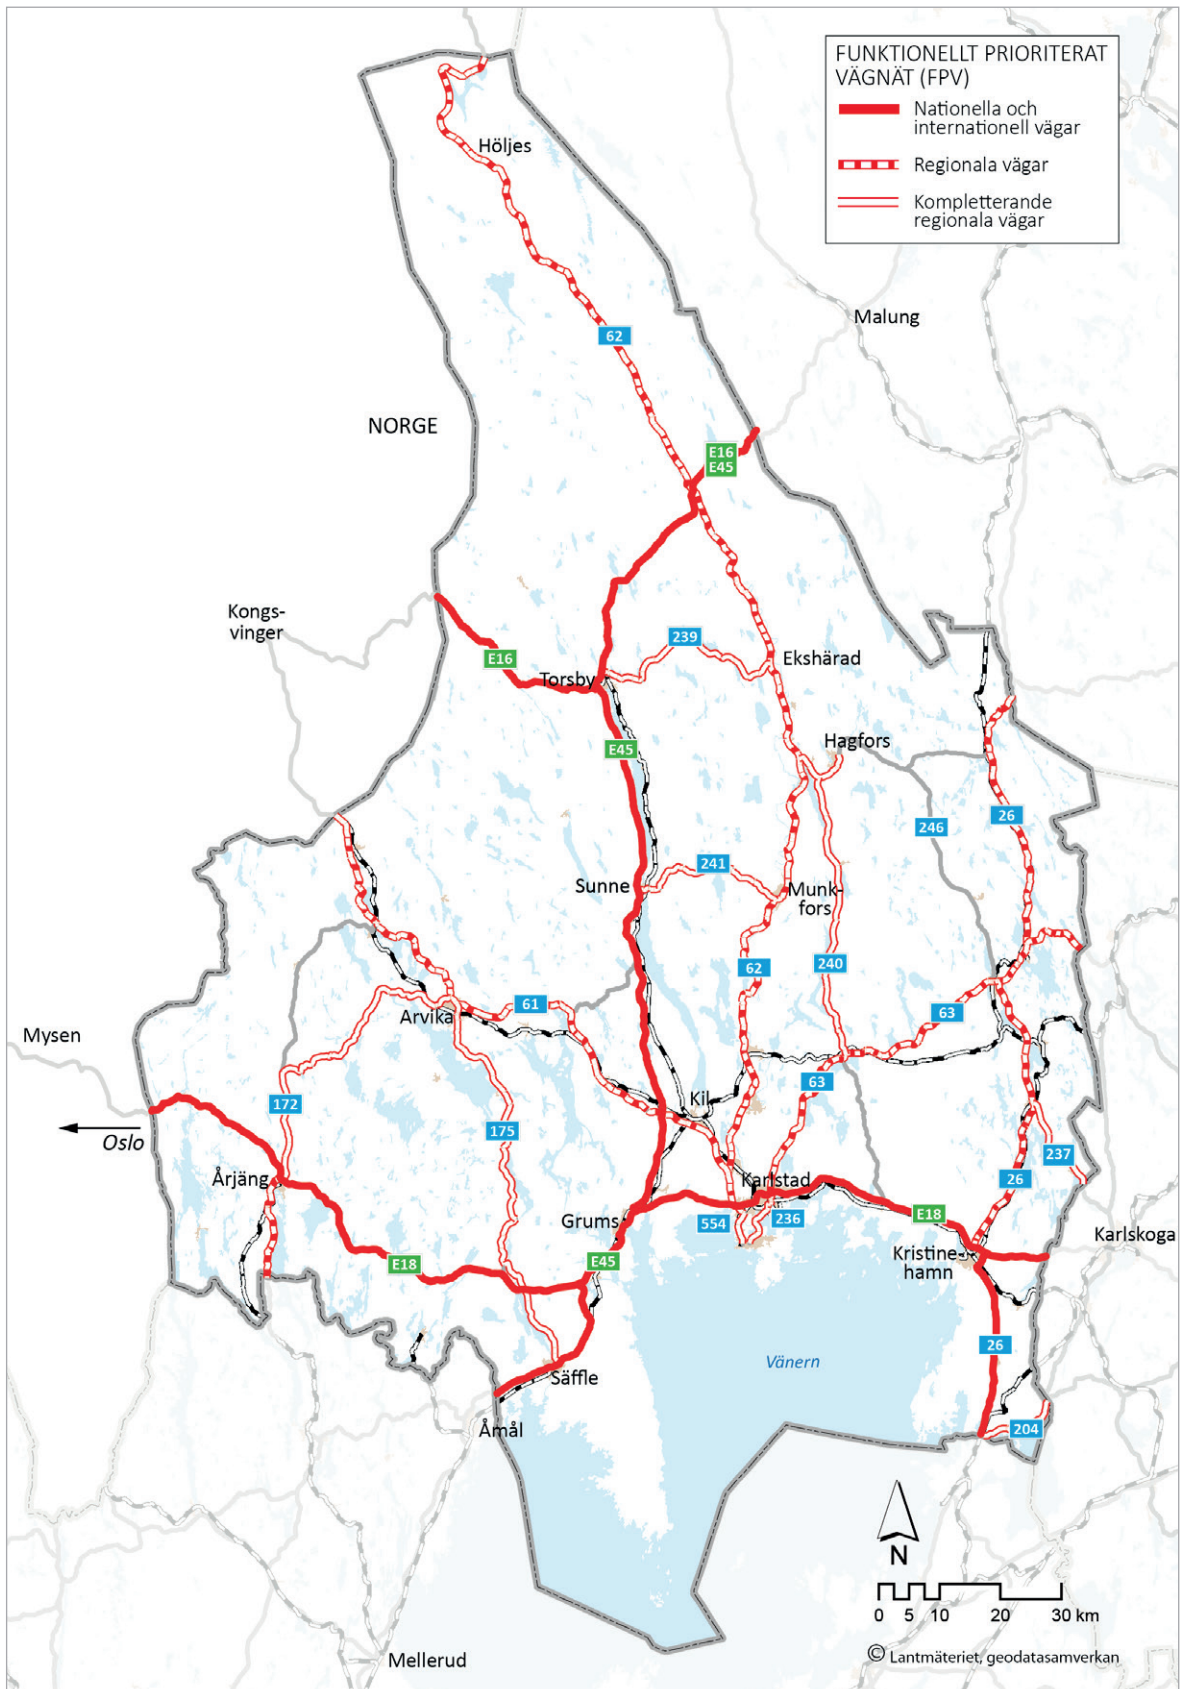 FUNKTIONELLT PRIORITERAT
VÄGNÄT (FPV)
Nationella och
internationell vägar
Regionala vägar
Kompletterande
regionala vägar
Höljes
Malung
62
NORGE
E16
E45
Kongs-
vinger
239
Ekshärad
E16
Torsby
Hagfors
E45
26
246
241
Sunne
Munk-
fors
62
240
61
63
Arvika
Mysen
63
Kil
172
175
Oslo
237
Årjäng
26
Karlstad
E18
Grums
554
236
Karlskoga
Kristine-
hamn
E18
E45
26
Vänern
Säffle
Åmål
204
N
0 5 10 20 30 km
Mellerud
© Lantmäteriet, geodatasamverkan